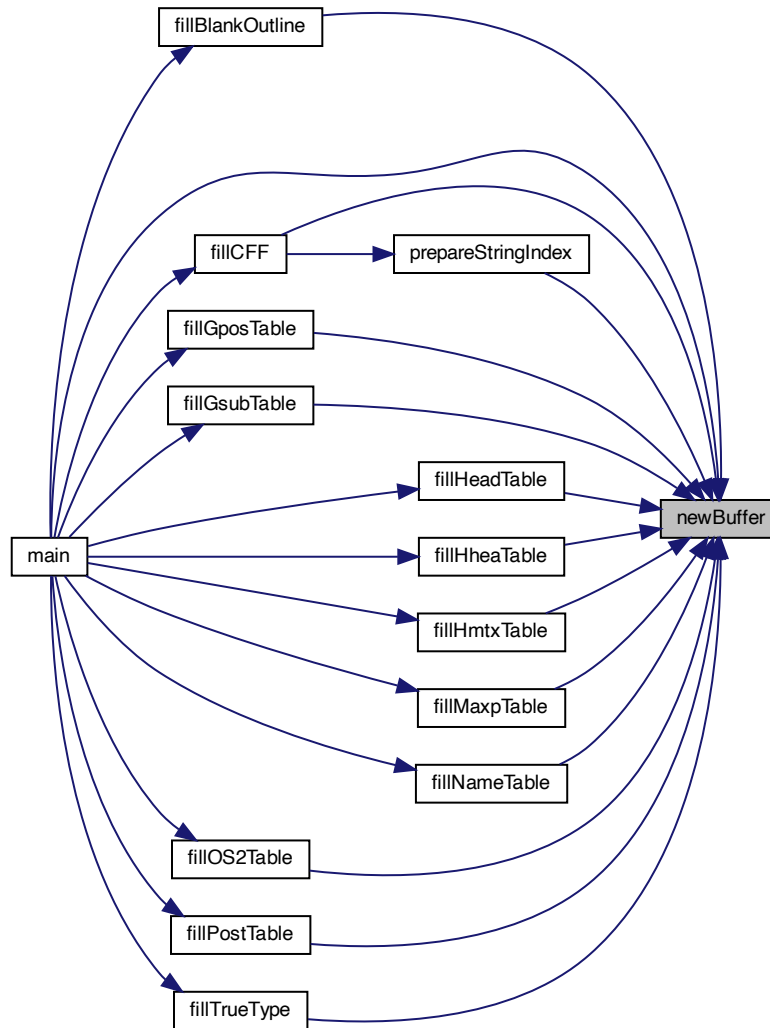 fillBlankOutline
fillCFF
prepareStringIndex
fillGposTable
fillGsubTable
fillHeadTable
newBuffer
main
fillHheaTable
fillHmtxTable
fillMaxpTable
fillNameTable
fillOS2Table
fillPostTable
fillTrueType